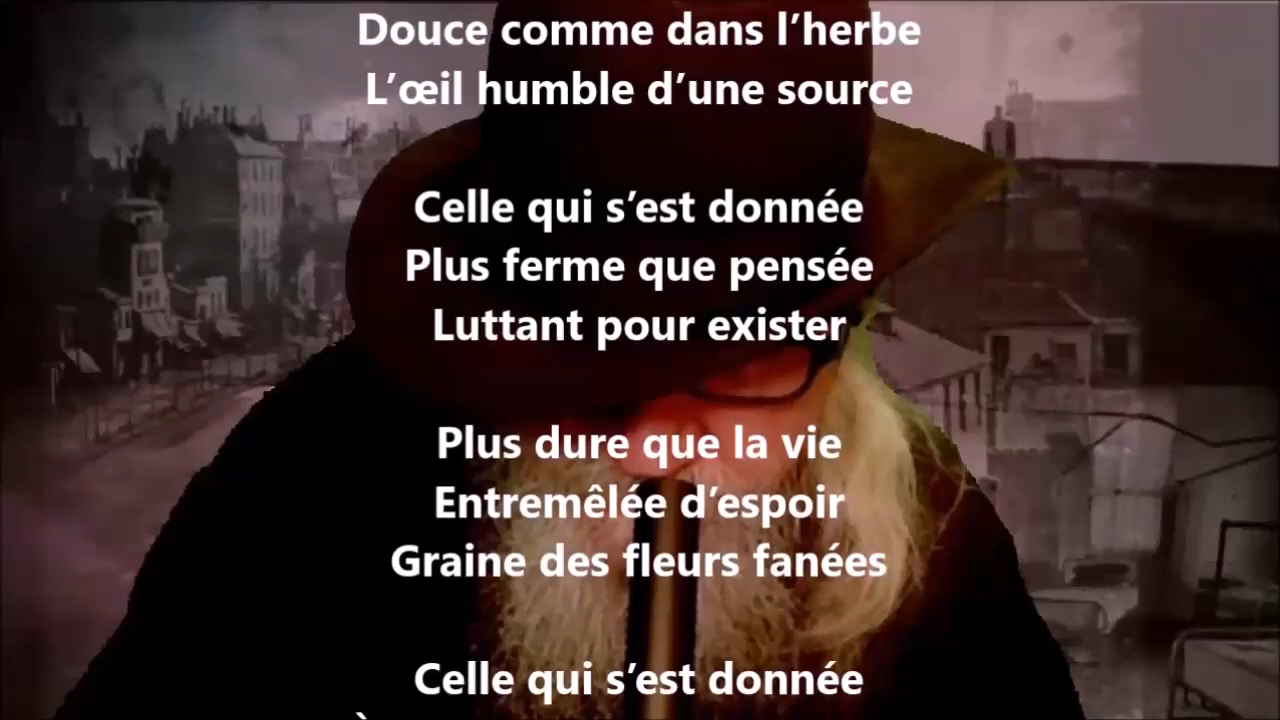 Douce comme dans l’herbe
L’œil humble d’une source
Celle qui s’est donnée
Plus ferme que pensée
Luttant pour exister
Plus dure que la vie
Entremêlée d’espoir
Graine des fleurs fanées
Celle qui s’est donnée